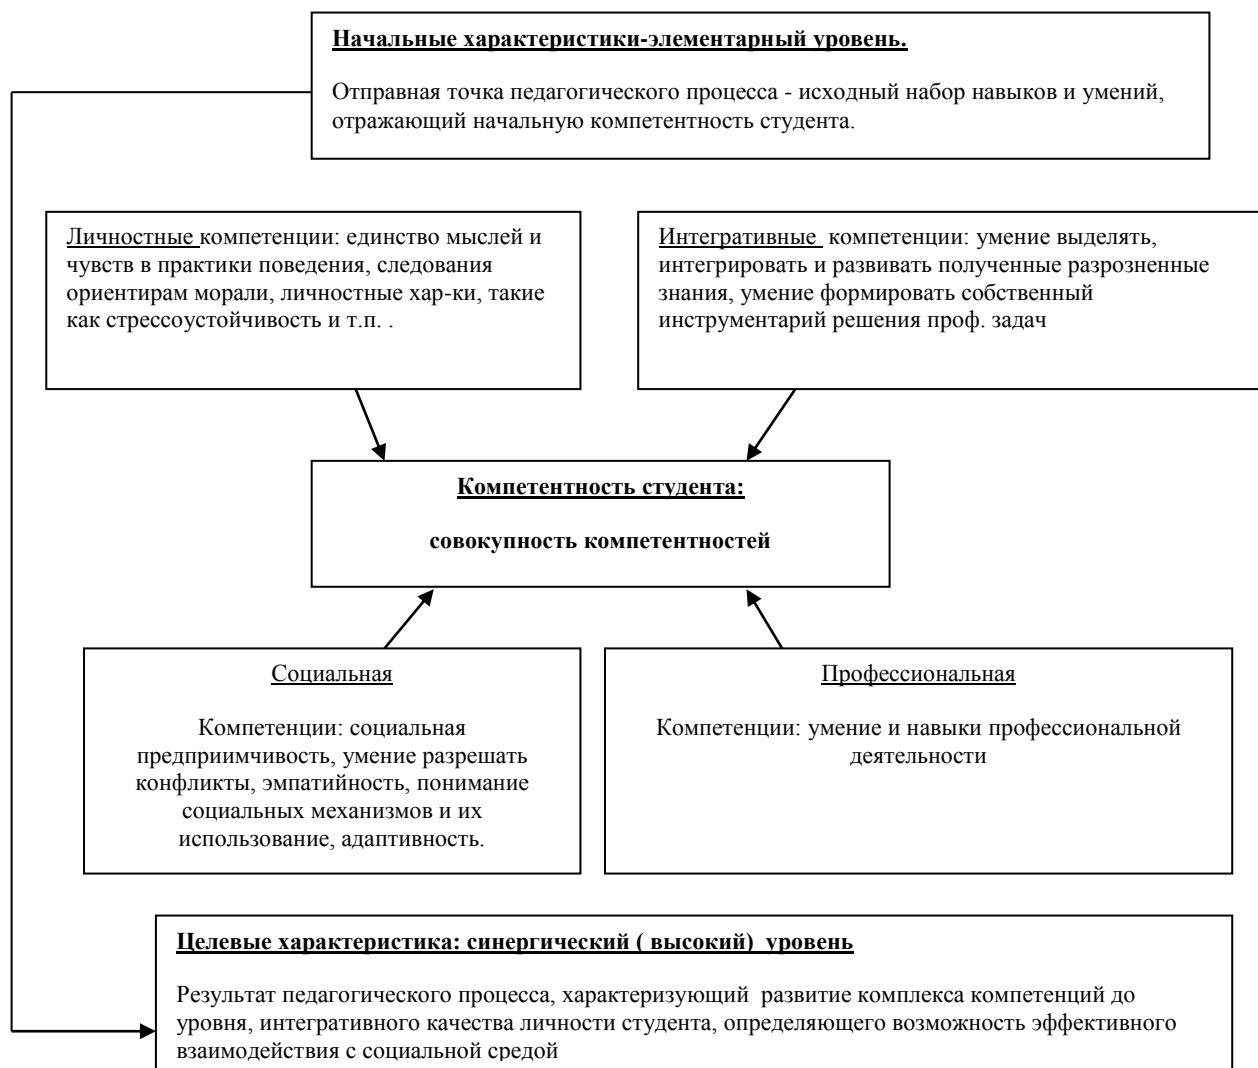 Начальные характеристики-элементарный уровень.
Отправная точка педагогического процесса - исходный набор навыков и умений,
отражающий начальную компетентность студента.
Личностные компетенции: единство мыслей и
чувств в практики поведения, следования
ориентирам морали, личностные хар-ки, такие
как стрессоустойчивость и т.п. .
Интегративные компетенции: умение выделять,
интегрировать и развивать полученные разрозненные
знания, умение формировать собственный
инструментарий решения проф. задач
Компетентность студента:
совокупность компетентностей
Социальная
Компетенции: социальная
предприимчивость, умение разрешать
конфликты, эмпатийность, понимание
социальных механизмов и их
использование, адаптивность.
Профессиональная
Компетенции: умение и навыки профессиональной
деятельности
Целевые характеристика: синергический ( высокий) уровень
Результат педагогического процесса, характеризующий развитие комплекса компетенций до
уровня, интегративного качества личности студента, определяющего возможность эффективного
взаимодействия с социальной средой